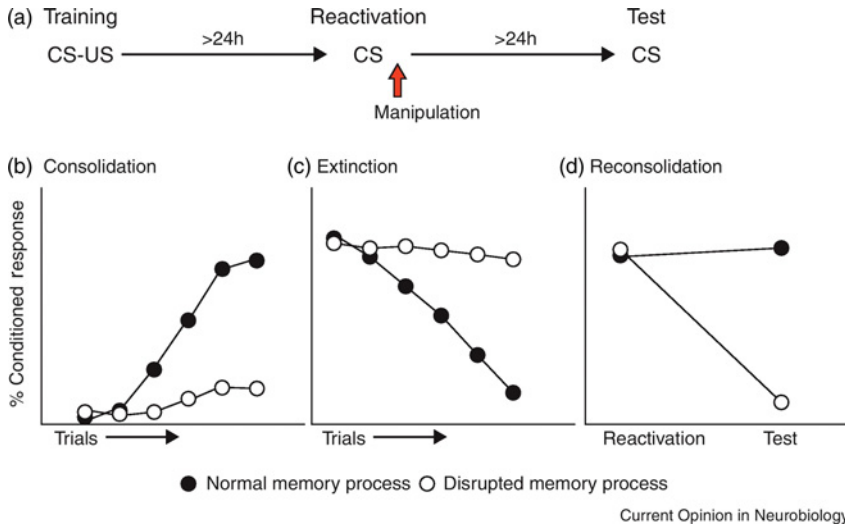 (a) Training Reactivation Test
CS-US >24h CS >24h CS
Manipulation
(b) Consolidation (c) Extinction (d) Reconsolidation
% Conditioned response
Trials Trials Reactivation Test
Normal memory process Disrupted memory process
Current Opinion in Neurobiology